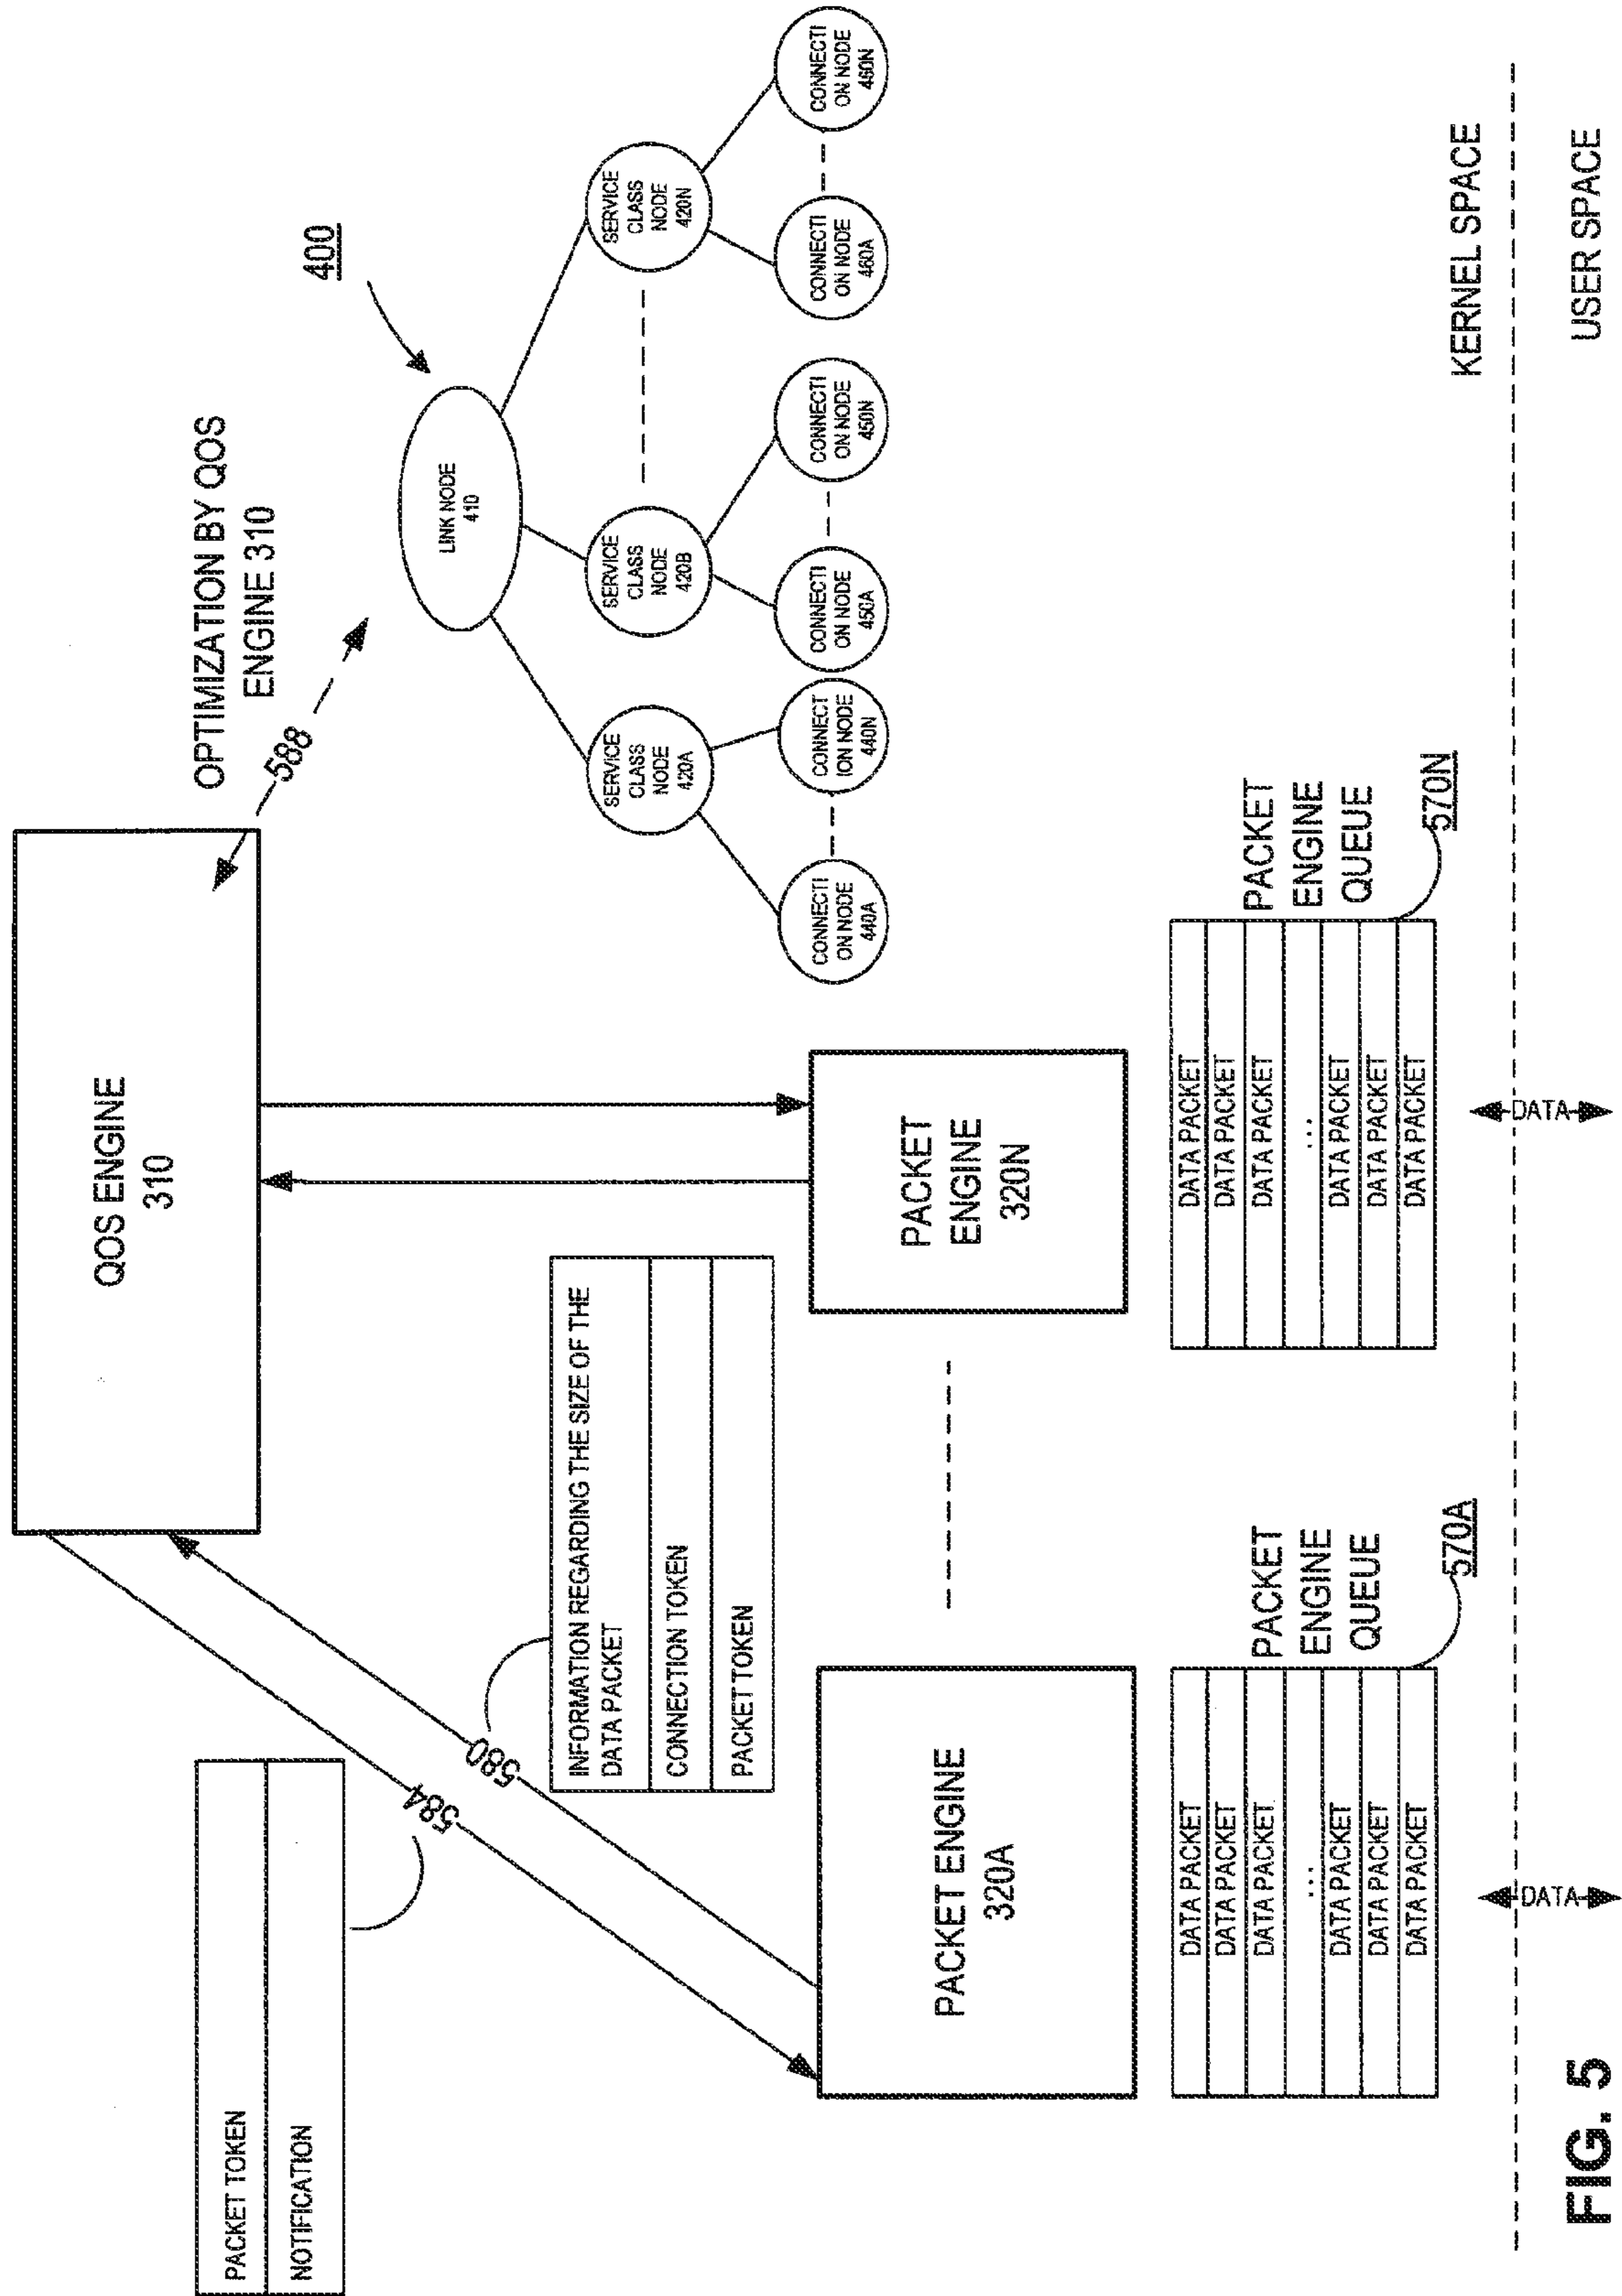 PACKET TOKEN
NOTIFICATION
584
580
QOS ENGINE
310
INFORMATION REGARDING THE SIZE OF THE
DATA PACKET
CONNECTION TOKEN
PACKET TOKEN
OPTIMIZATION BY QOS
ENGINE 310
588
400
LINK NODE
410
SERVICE
CLASS
NODE
420A
SERVICE
CLASS
NODE
420B
SERVICE
CLASS
NODE
420N
CONNECTI
ON NODE
440A
CONNECT
ION NODE
440N
CONNECTI
ON NODE
450A
CONNECTI
ON NODE
450N
CONNECTI
ON NODE
460A
CONNECTI
ON NODE
460N
PACKET ENGINE
320A
PACKET
ENGINE
320N
DATA PACKET
DATA PACKET
DATA PACKET
...
DATA PACKET
DATA PACKET
DATA PACKET
PACKET
ENGINE
QUEUE
570A
DATA PACKET
DATA PACKET
DATA PACKET
...
DATA PACKET
DATA PACKET
DATA PACKET
PACKET
ENGINE
QUEUE
570N
KERNEL SPACE
DATA
DATA
USER SPACE
FIG. 5